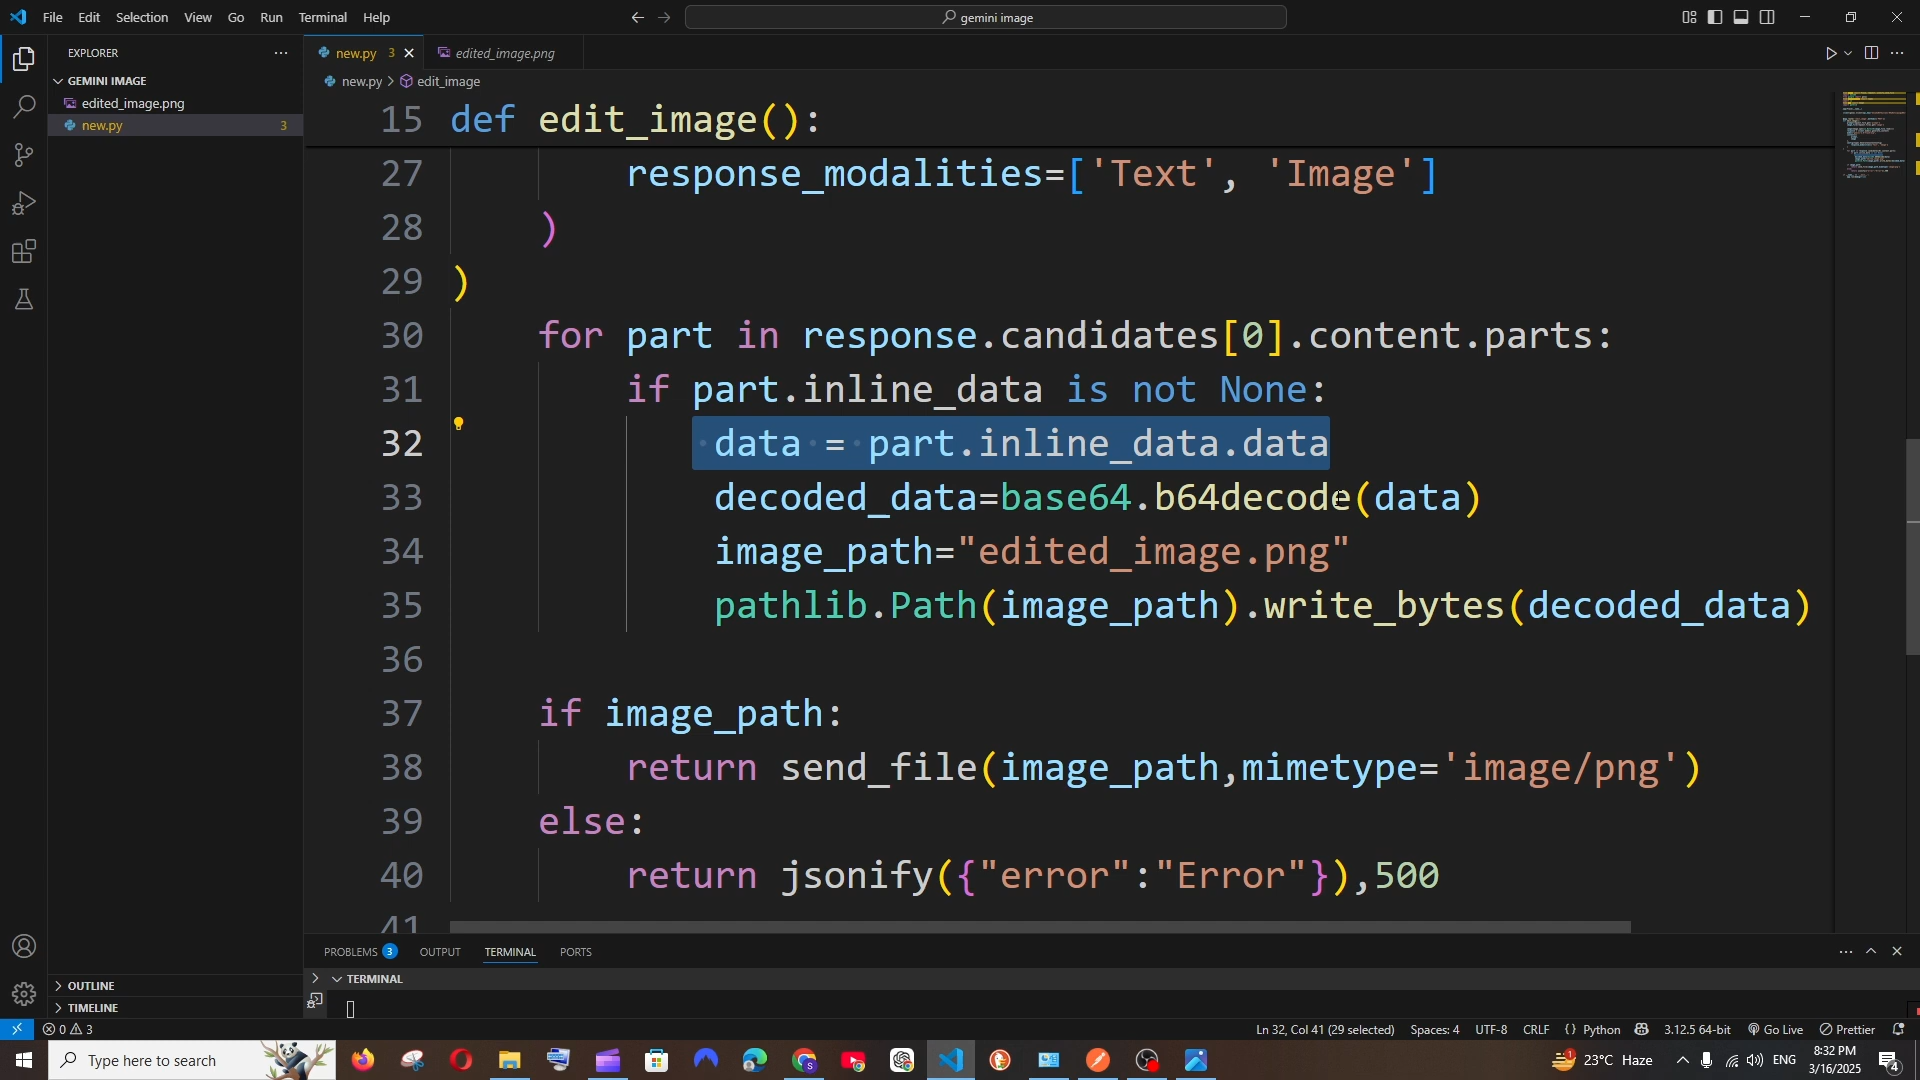 File Edit Selection View Go Run Terminal Help
gemini image
EXPLORER
GEMINI IMAGE
edited_image.png
new.py 3
new.py 3
edited_image.png
new.py > edit_image
15 def edit_image():
27 response_modalities=['Text', 'Image']
28 )
29 )
30 for part in response.candidates[0].content.parts:
31 if part.inline_data is not None:
32 data = part.inline_data.data
33 decoded_data=base64.b64decode(data)
34 image_path="edited_image.png"
35 pathlib.Path(image_path).write_bytes(decoded_data)
36
37 if image_path:
38 return send_file(image_path,mimetype='image/png')
39 else:
40 return jsonify({"error":"Error"}),500
41
PROBLEMS 3 OUTPUT TERMINAL PORTS
TERMINAL
OUTLINE
TIMELINE
0 3
Ln 32, Col 41 (29 selected) Spaces: 4 UTF-8 CRLF Python 3.12.5 64-bit Go Live Prettier
Type here to search
1
23°C Haze
ENG
8:32 PM
3/16/2025
4